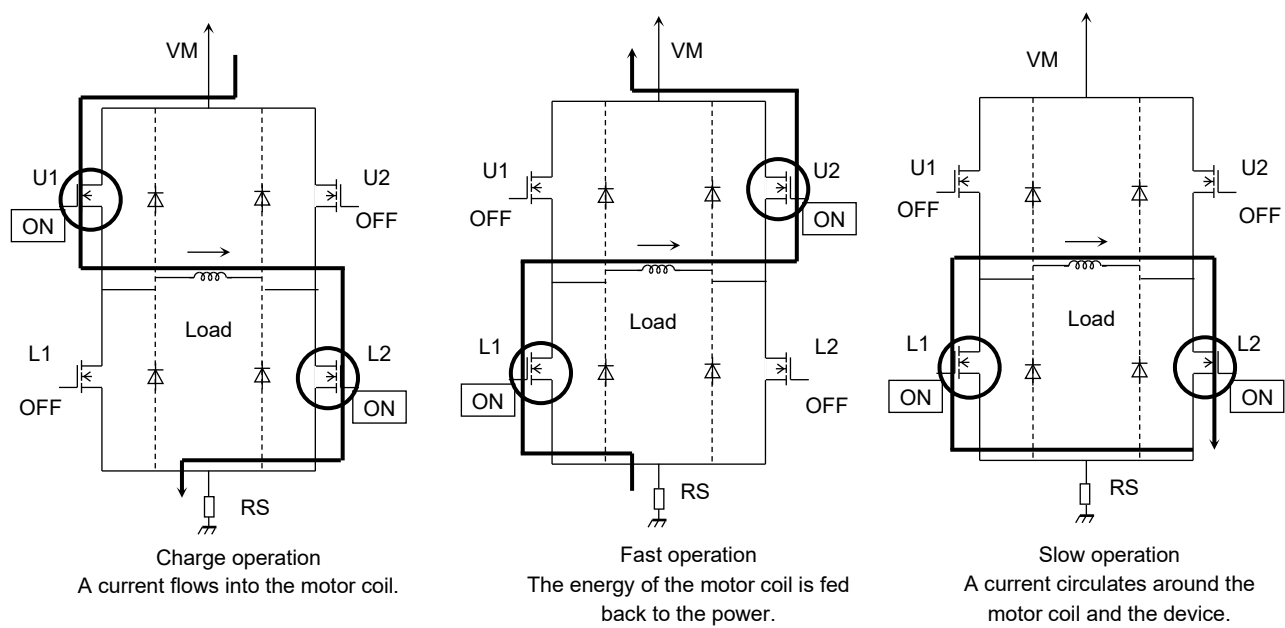 VM
U1
ON
U2
OFF
Load
L1
OFF
L2
ON
RS
Charge operation
A current flows into the motor coil.
VM
U1
OFF
U2
ON
Load
L1
ON
L2
OFF
RS
Fast operation
The energy of the motor coil is fed
back to the power.
VM
U1
OFF
U2
OFF
Load
L1
ON
L2
ON
RS
Slow operation
A current circulates around the
motor coil and the device.